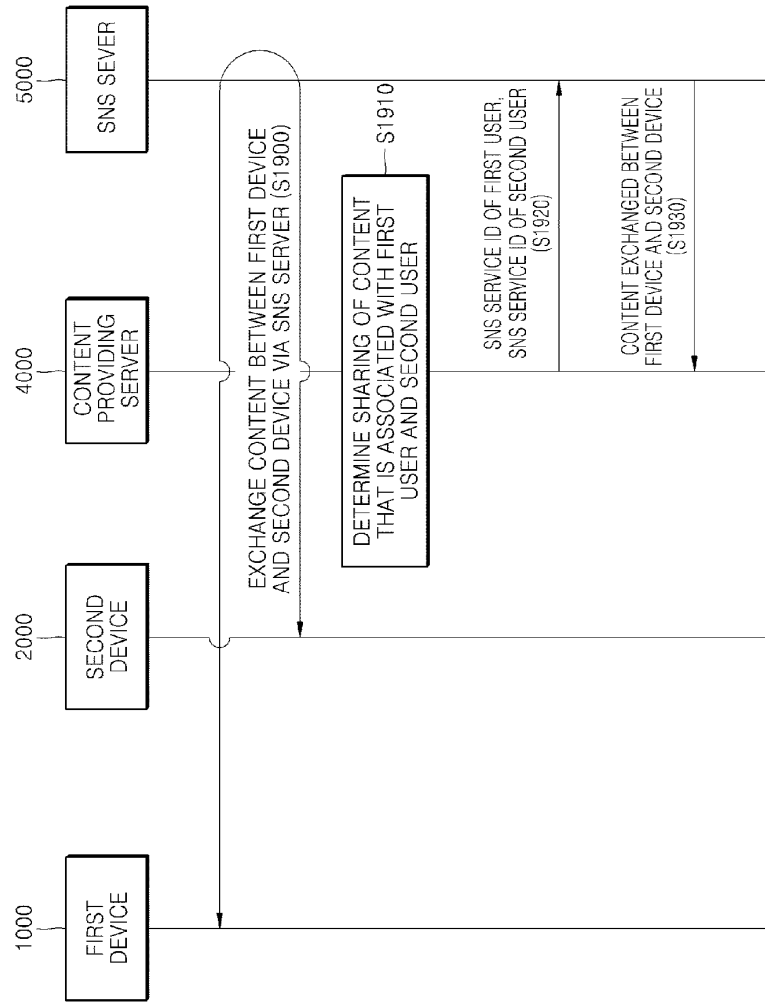 1000
FIRST
DEVICE
2000
SECOND
DEVICE
4000
CONTENT
PROVIDING
SERVER
5000
SNS SEVER
EXCHANGE CONTENT BETWEEN FIRST DEVICE
AND SECOND DEVICE VIA SNS SERVER (S1900)
DETERMINE SHARING OF CONTENT
THAT IS ASSOCIATED WITH FIRST
USER AND SECOND USER
S1910
SNS SERVICE ID OF FIRST USER,
SNS SERVICE ID OF SECOND USER
(S1920)
CONTENT EXCHANGED BETWEEN
FIRST DEVICE AND SECOND DEVICE
(S1930)